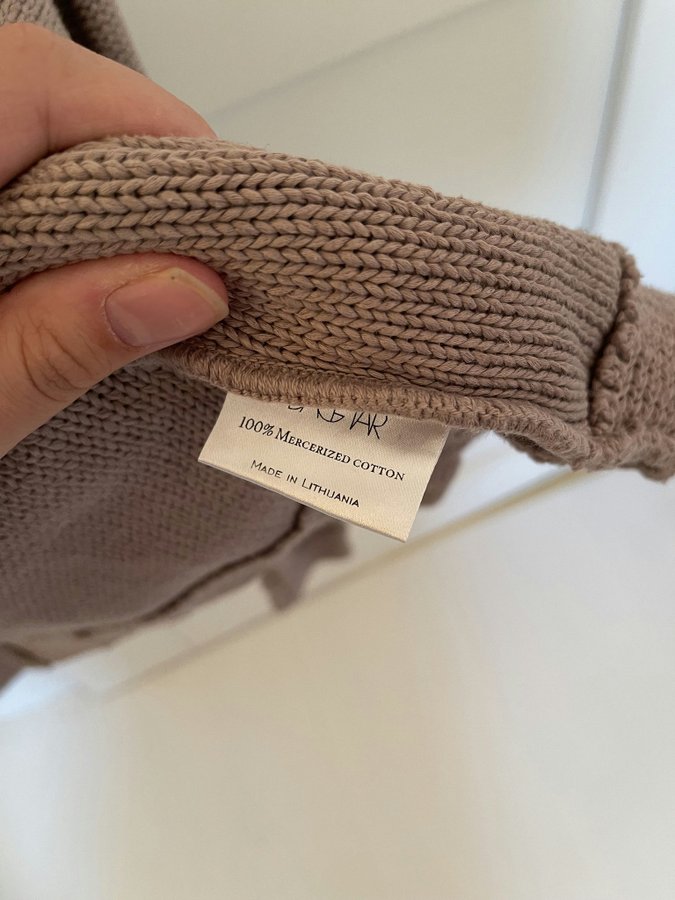 100% Mercerized cotton
Made in Lithuania